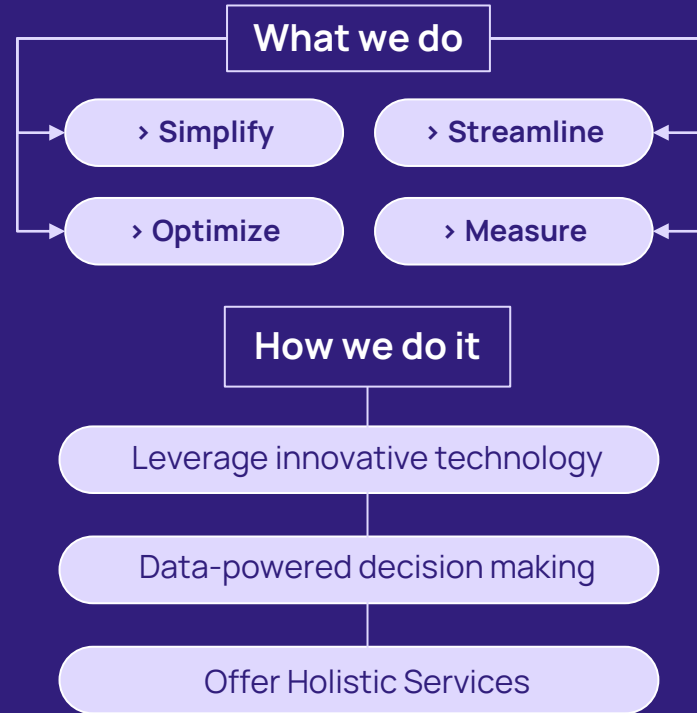 What we do
› Simplify
› Streamline
› Optimize
› Measure
How we do it
Leverage innovative technology
Data-powered decision making
Offer Holistic Services